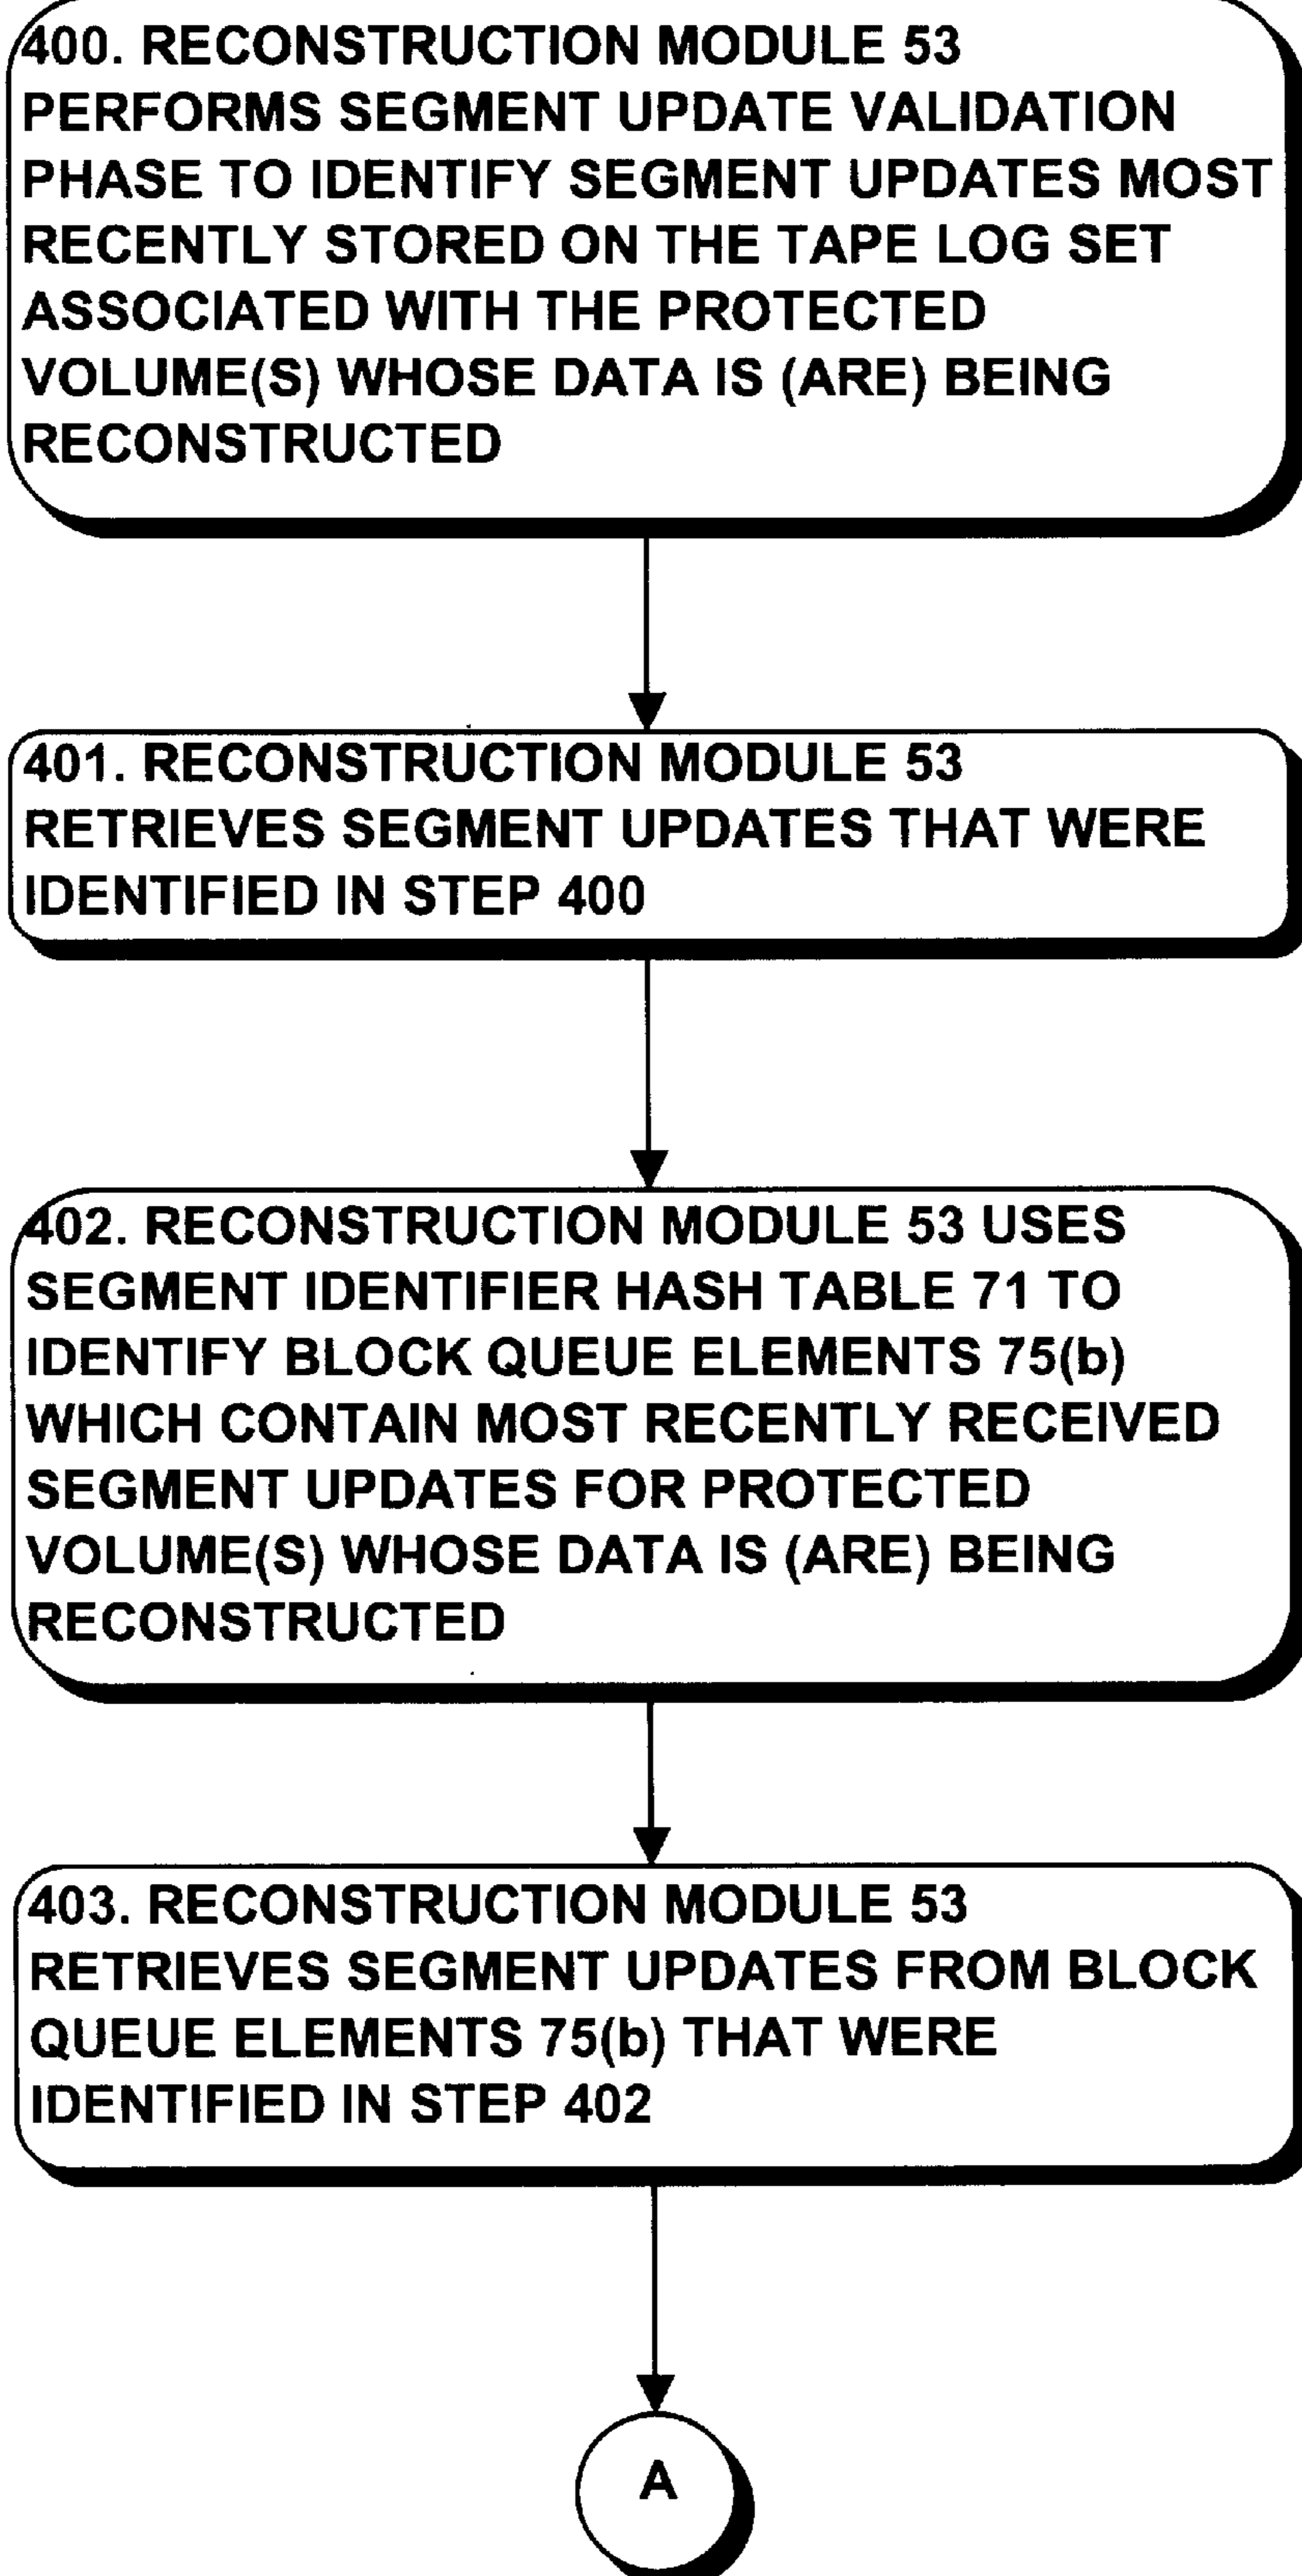 400. RECONSTRUCTION MODULE 53
PERFORMS SEGMENT UPDATE VALIDATION
PHASE TO IDENTIFY SEGMENT UPDATES MOST
RECENTLY STORED ON THE TAPE LOG SET
ASSOCIATED WITH THE PROTECTED
VOLUME(S) WHOSE DATA IS (ARE) BEING
RECONSTRUCTED
401. RECONSTRUCTION MODULE 53
RETRIEVES SEGMENT UPDATES THAT WERE
IDENTIFIED IN STEP 400
402. RECONSTRUCTION MODULE 53 USES
SEGMENT IDENTIFIER HASH TABLE 71 TO
IDENTIFY BLOCK QUEUE ELEMENTS 75(b)
WHICH CONTAIN MOST RECENTLY RECEIVED
SEGMENT UPDATES FOR PROTECTED
VOLUME(S) WHOSE DATA IS (ARE) BEING
RECONSTRUCTED
403. RECONSTRUCTION MODULE 53
RETRIEVES SEGMENT UPDATES FROM BLOCK
QUEUE ELEMENTS 75(b) THAT WERE
IDENTIFIED IN STEP 402
A